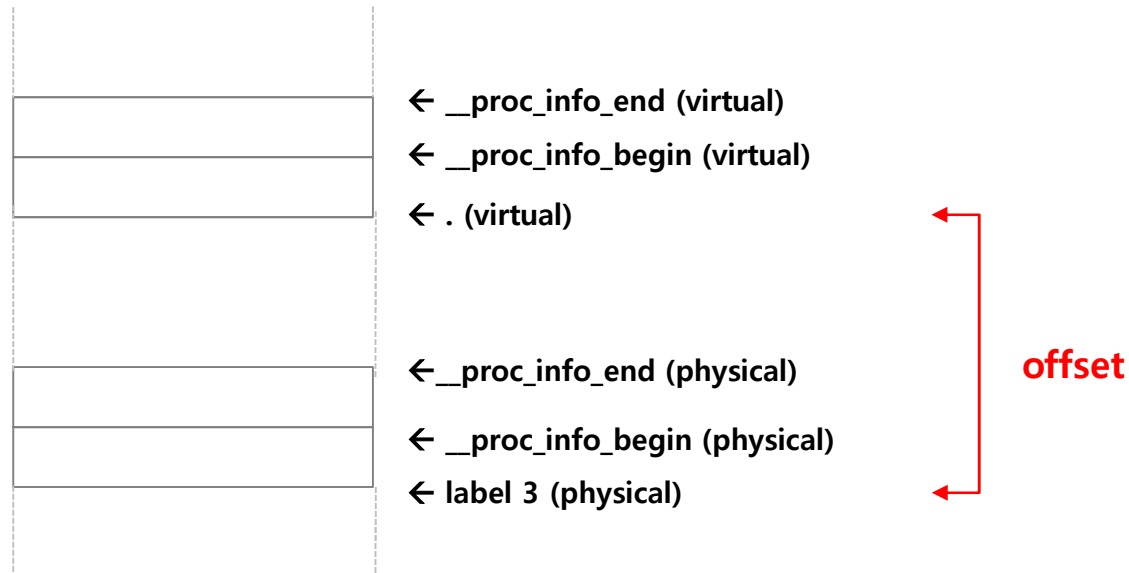 ← __proc_info_end (virtual)
← __proc_info_begin (virtual)
← . (virtual)
←__proc_info_end (physical)
offset
← __proc_info_begin (physical)
← label 3 (physical)